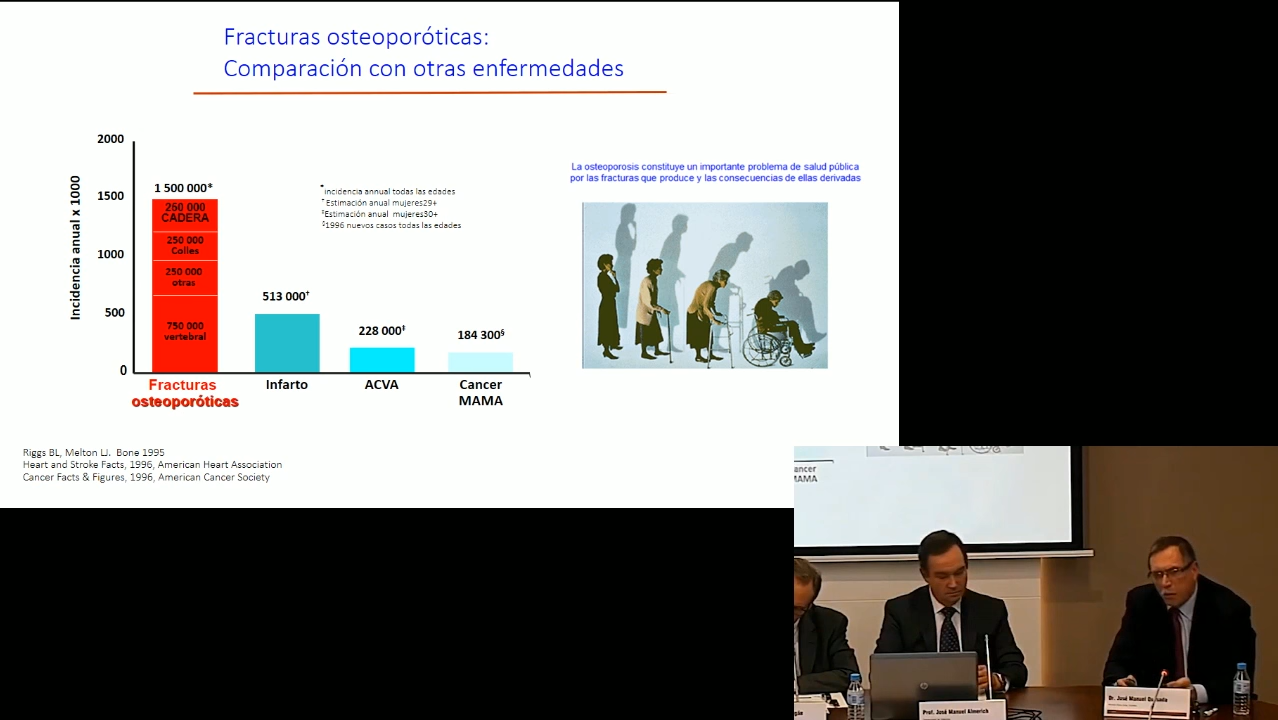 Fracturas osteoporóticas:
Comparación con otras enfermedades
2000
1500
1000
500
0
Incidencia anual x 1000
1 500 000*
250 000
CADERA
250 000
Colles
250 000
otras
750 000
vertebral
513 000†
228 000‡
184 300§
Fracturas
osteoporóticas
Infarto
ACVA
Cancer
MAMA
*incidencia anual todas las edades
†Estimación anual mujeres29+
‡Estimación anual mujeres30+
§1996 nuevos casos todas las edades
La osteoporosis constituye un importante problema de salud pública
por las fracturas que produce y las consecuencias de ellas derivadas
Riggs BL, Melton LJ. Bone 1995
Heart and Stroke Facts, 1996, American Heart Association
Cancer Facts & Figures, 1996, American Cancer Society
ancer
MAMA
Prof. José Manuel Almerich
Dr. José Manuel